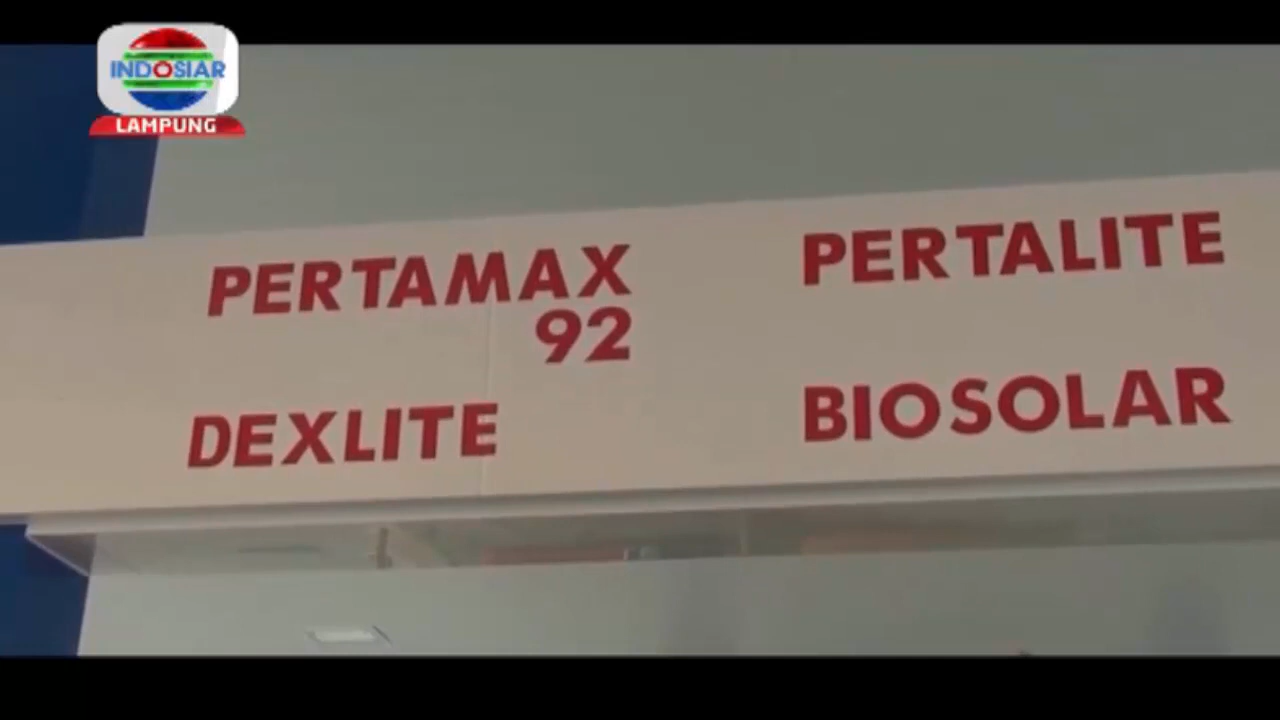 INDOSIAR
LAMPUNG
PERTAMAX
92
PERTALITE
DEXLITE
BIOSOLAR